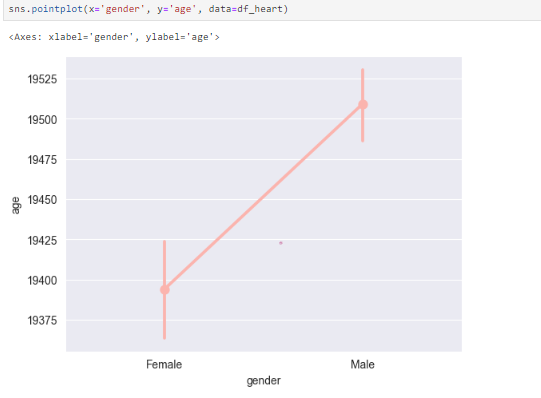 sns.pointplot(x='gender', y='age', data=df_heart)
<Axes: xlabel='gender', ylabel='age'>
19525
19500
19475
19450
19425
19400
19375
age
Female Male
gender